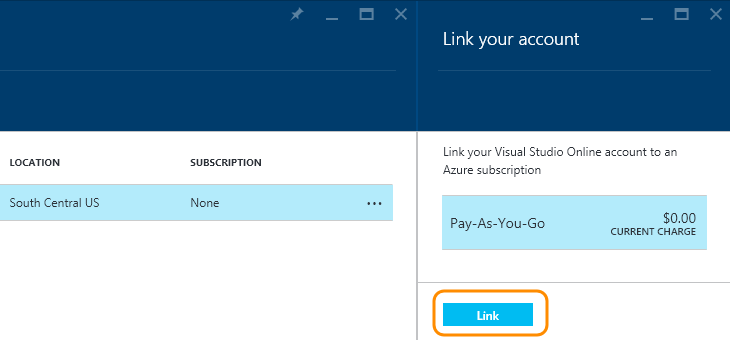 Link your account
LOCATION SUBSCRIPTION
South Central US None
Link your Visual Studio Online account to an
Azure subscription
Pay-As-You-Go $0.00
CURRENT CHARGE
Link